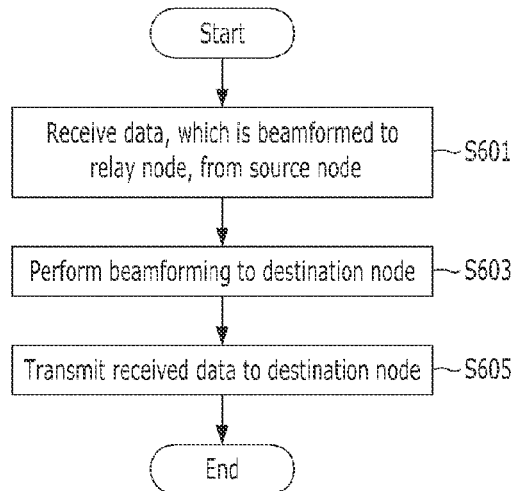 Start
Receive data, which is beamformed to
relay node, from source node
S601
Perform beamforming to destination node
S603
Transmit received data to destination node
S605
End